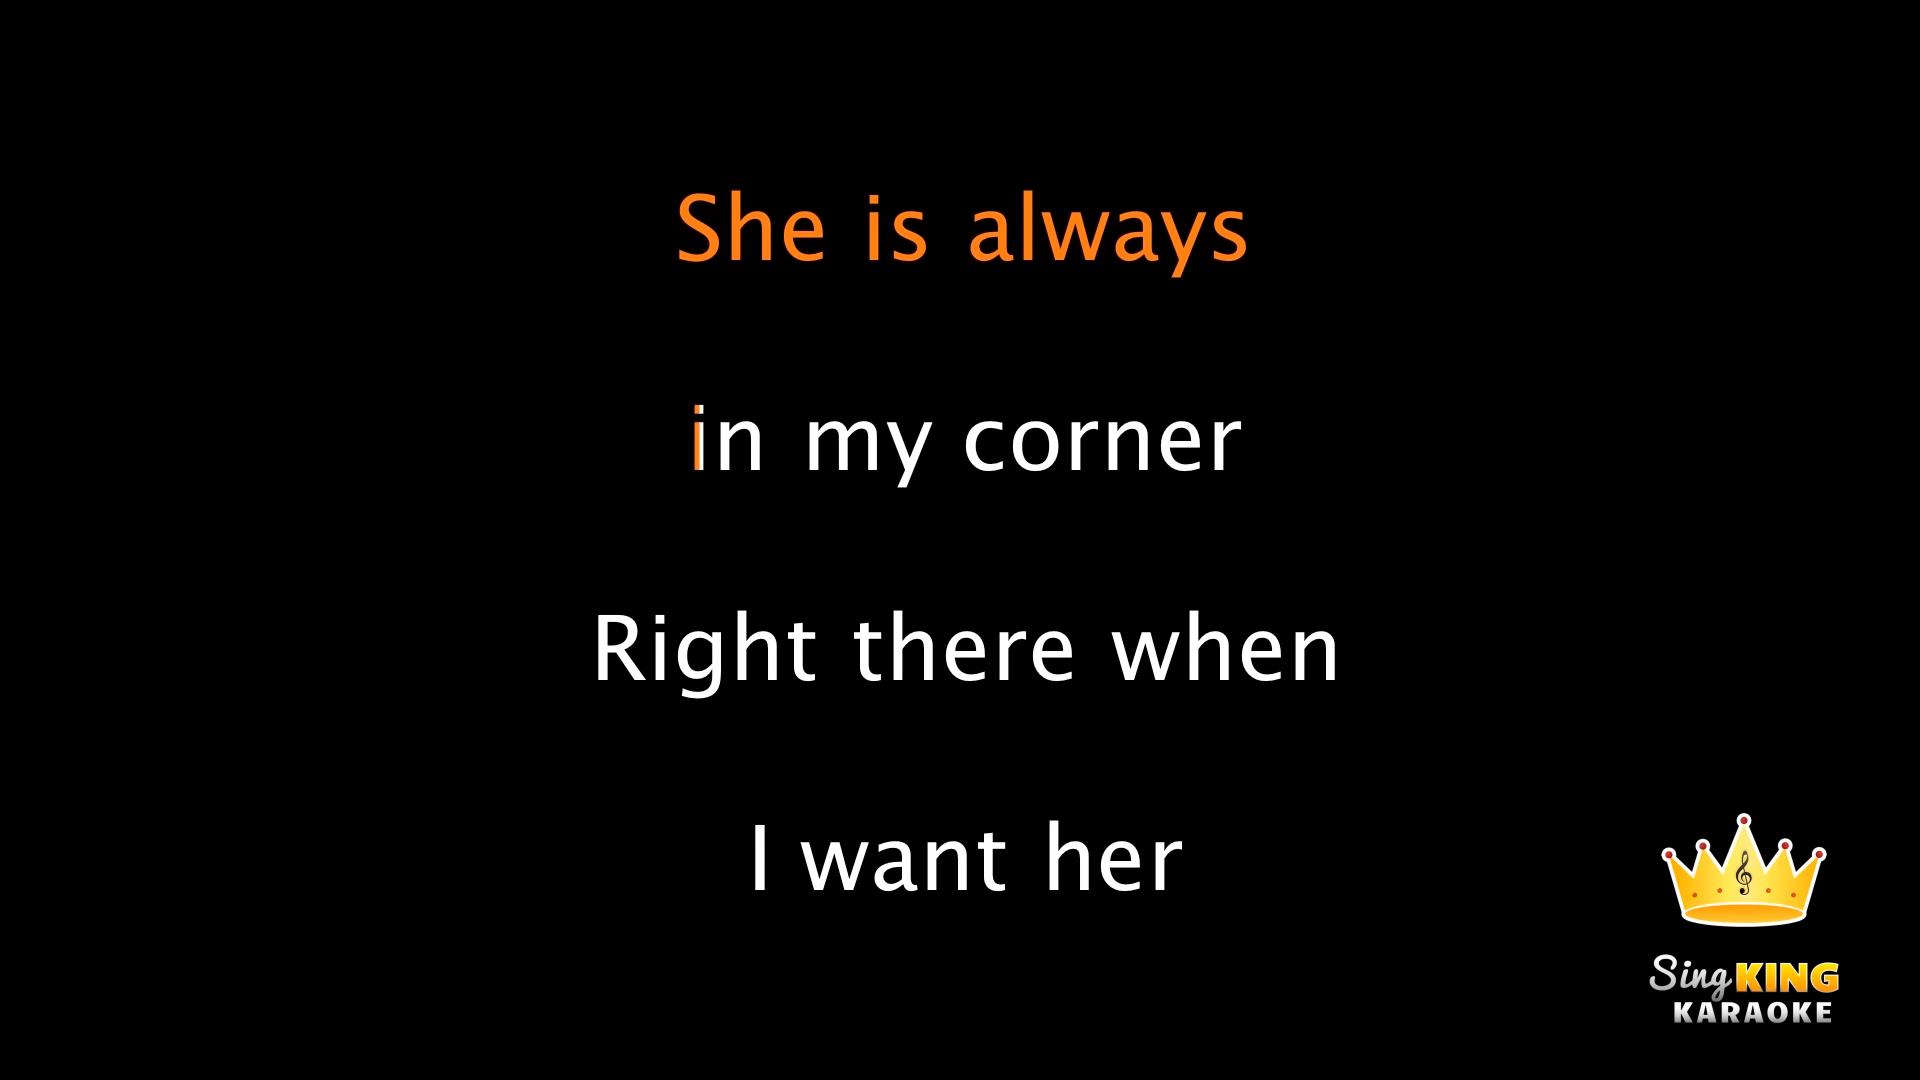 She is always
in my corner
Right there when
I want her
Sing KING
KARAOKE